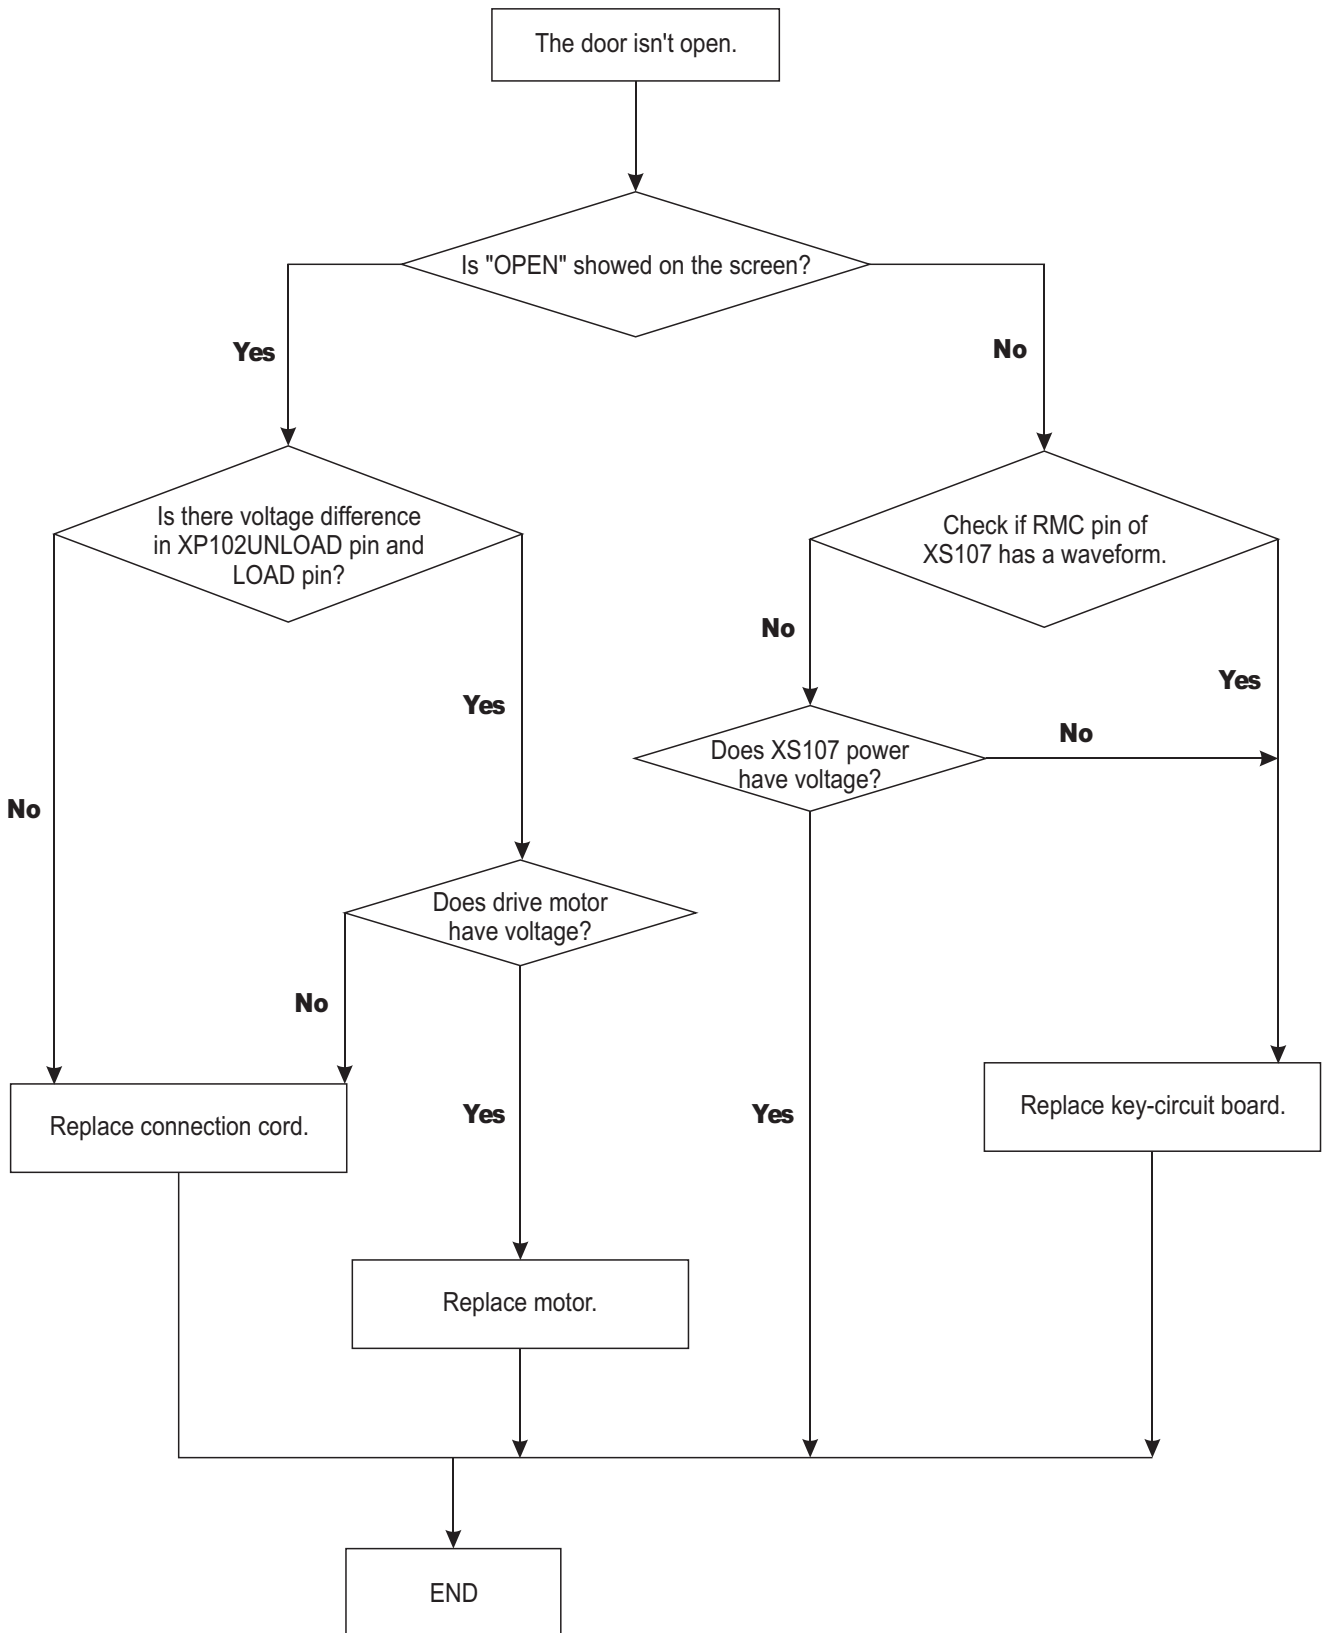 The door isn't open.
Is "OPEN" showed on the screen?
Yes
No
Is there voltage difference
in XP102UNLOAD pin and
LOAD pin?
Check if RMC pin of
XS107 has a waveform.
No
Yes
Yes
No
Does XS107 power
have voltage?
No
Does drive motor
have voltage?
No
Yes
Yes
Replace connection cord.
Replace key-circuit board.
Replace motor.
END